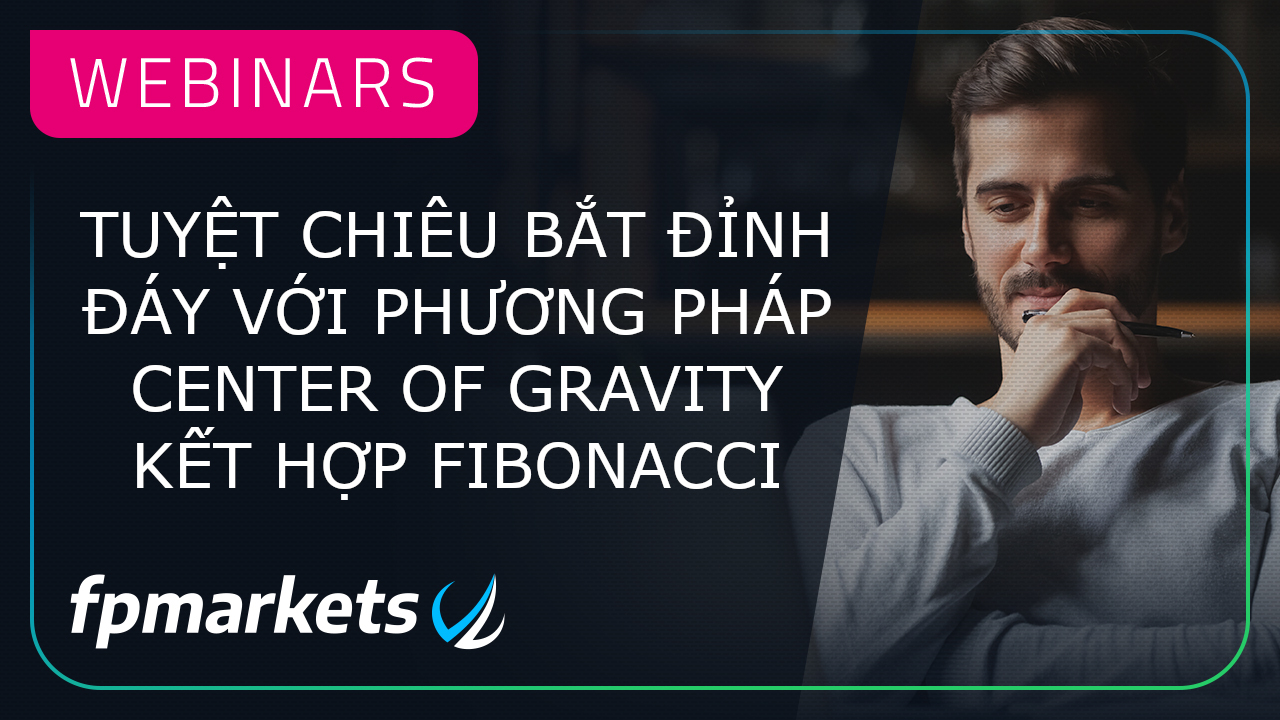 WEBINARS
TUYỆT CHIÊU BẮT ĐỈNH
ĐÁY VỚI PHƯƠNG PHÁP
CENTER OF GRAVITY
KẾT HỢP FIBONACCI
fpmarkets